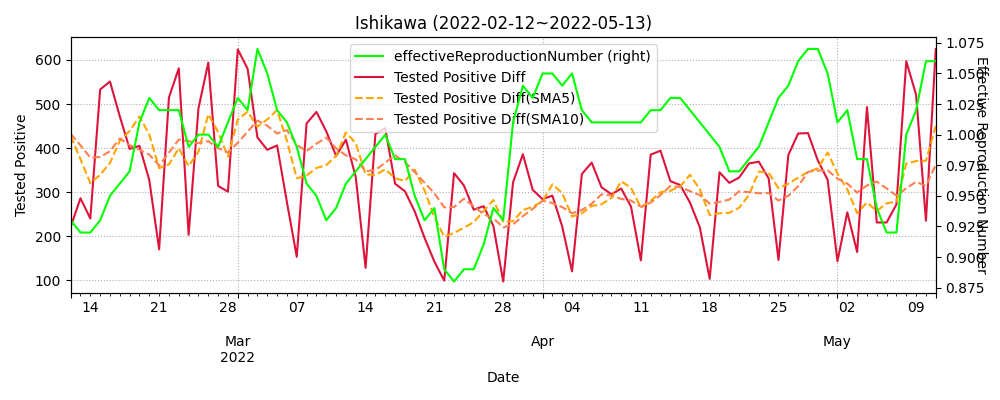 Ishikawa (2022-02-12~2022-05-13)
effectiveReproductionNumber (right)
Tested Positive Diff
Tested Positive Diff(SMA5)
Tested Positive Diff(SMA10)
Tested Positive
600
500
400
300
200
100
1.075
1.050
1.025
1.000
0.975
0.950
0.925
0.900
0.875
Effective Reproduction Number
14 21 28 07 14 21 28 04 11 18 25 02 09
Mar Apr May
2022
Date